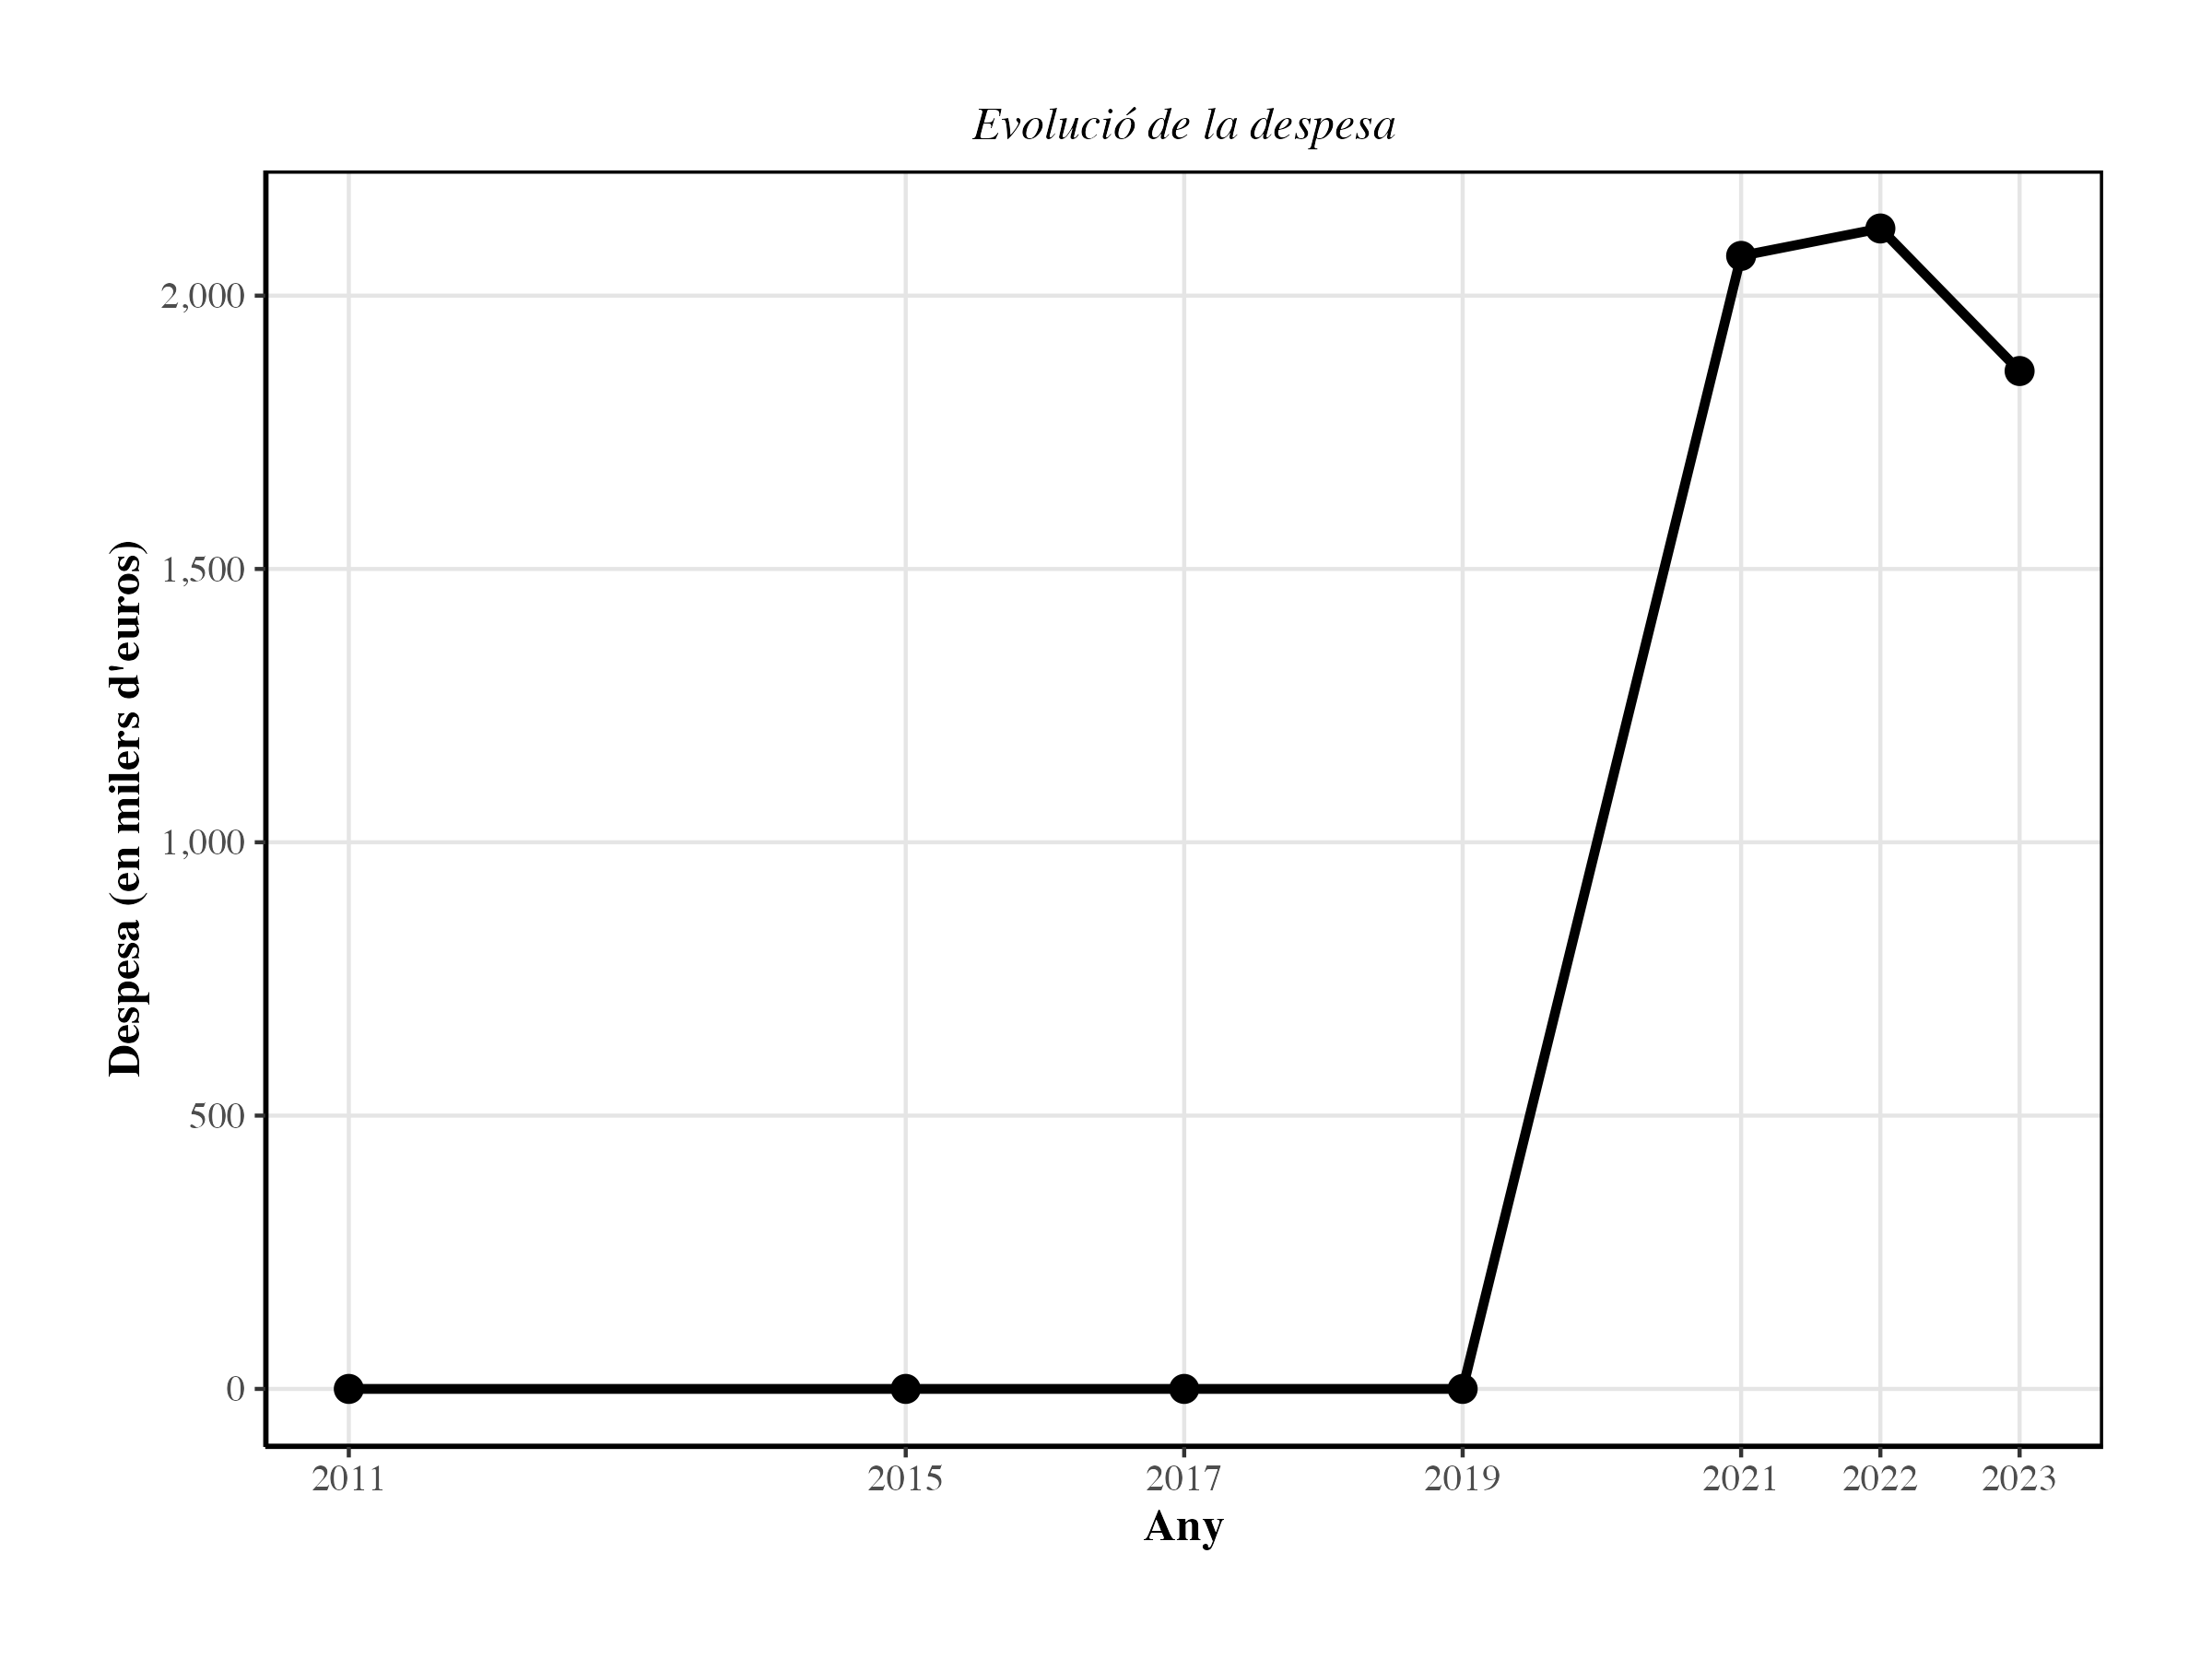 Evolució de la despesa
Despesa (en milers d'euros)
2,000
1,500
1,000
500
0
2011 2015 2017 2019 2021 2022 2023
Any